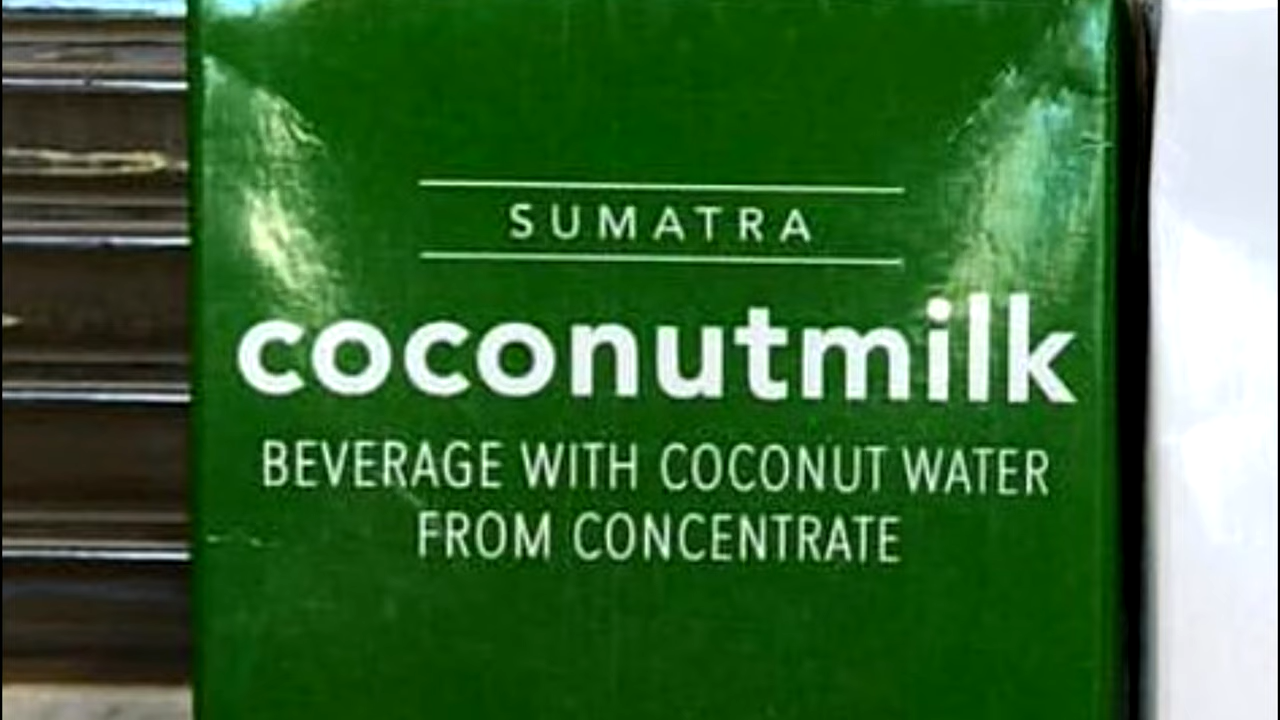 SUMATRA
coconutmilk
BEVERAGE WITH COCONUT WATER
FROM CONCENTRATE